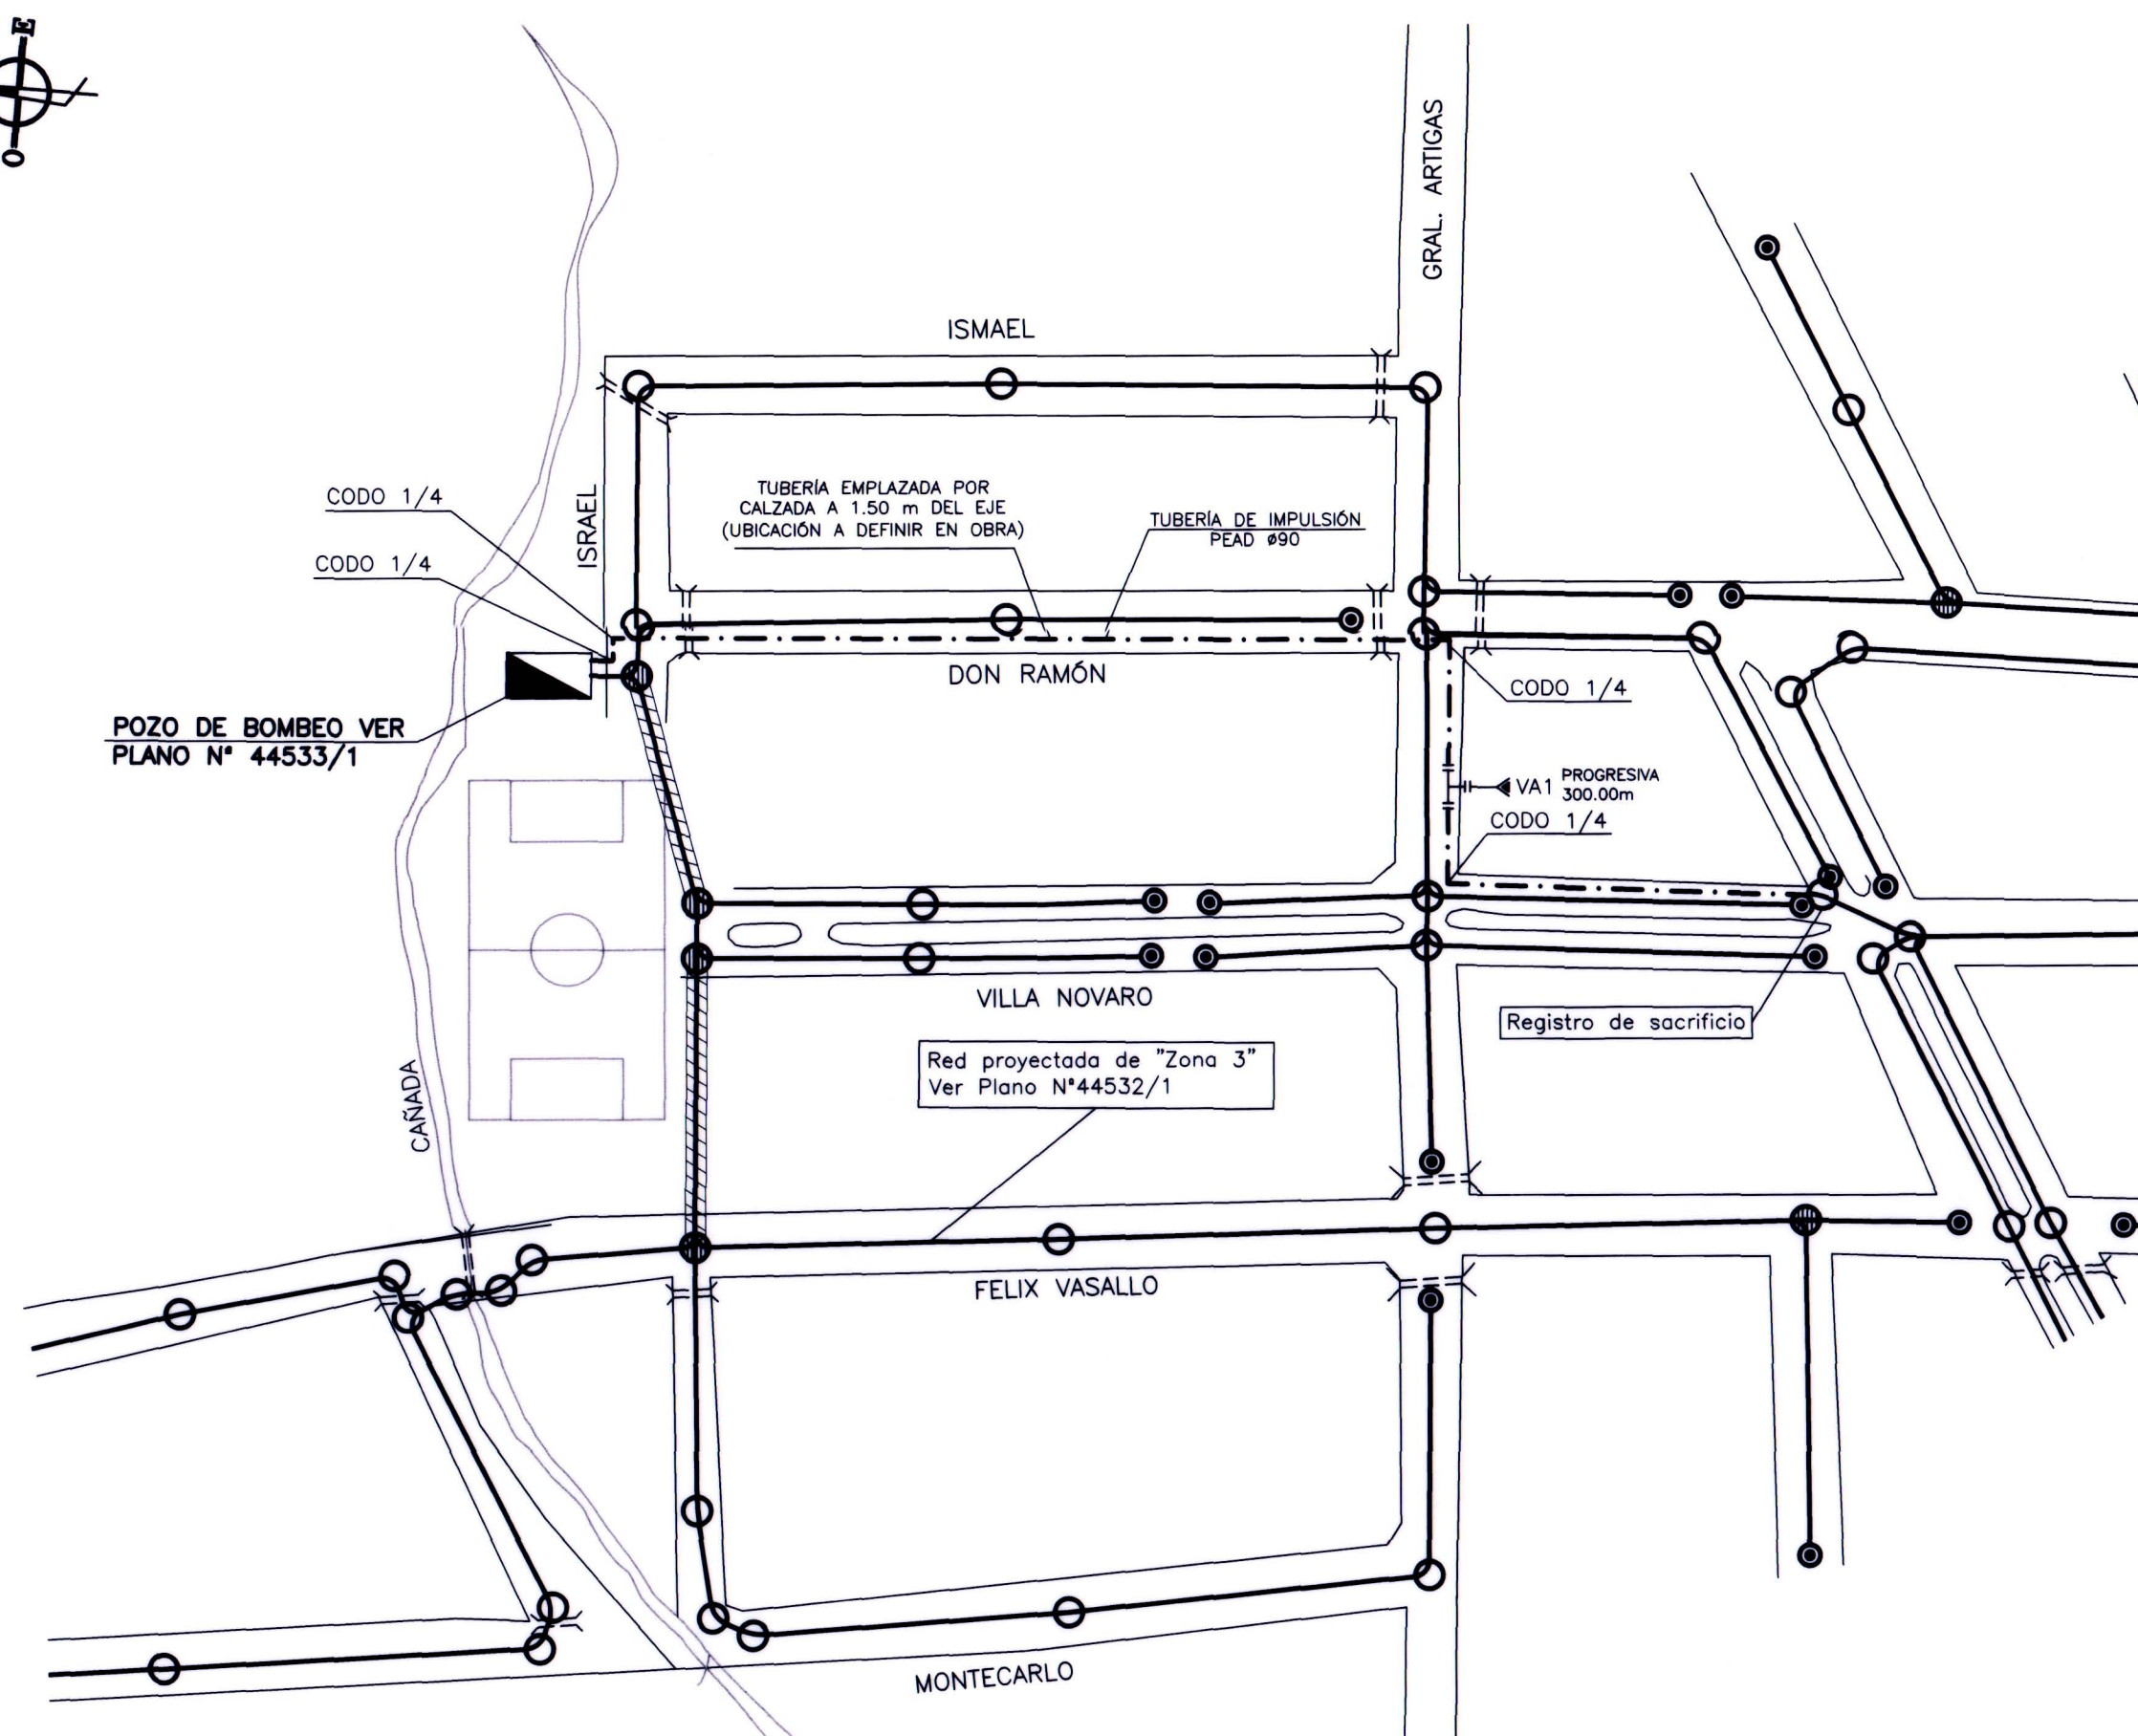 E
O
GRAL. ARTIGAS
ISMAEL
CODO 1/4
ISRAEL
TUBERÍA EMPLAZADA POR
CALZADA A 1.50 m DEL EJE
(UBICACIÓN A DEFINIR EN OBRA)
TUBERÍA DE IMPULSIÓN
PEAD ø90
CODO 1/4
DON RAMÓN
CODO 1/4
POZO DE BOMBEO VER
PLANO Nº 44533/1
VA1
PROGRESIVA
300.00m
CODO 1/4
VILLA NOVARO
Registro de sacrificio
Red proyectada de "Zona 3"
Ver Plano Nº44532/1
CAÑADA
FELIX VASALLO
MONTECARLO